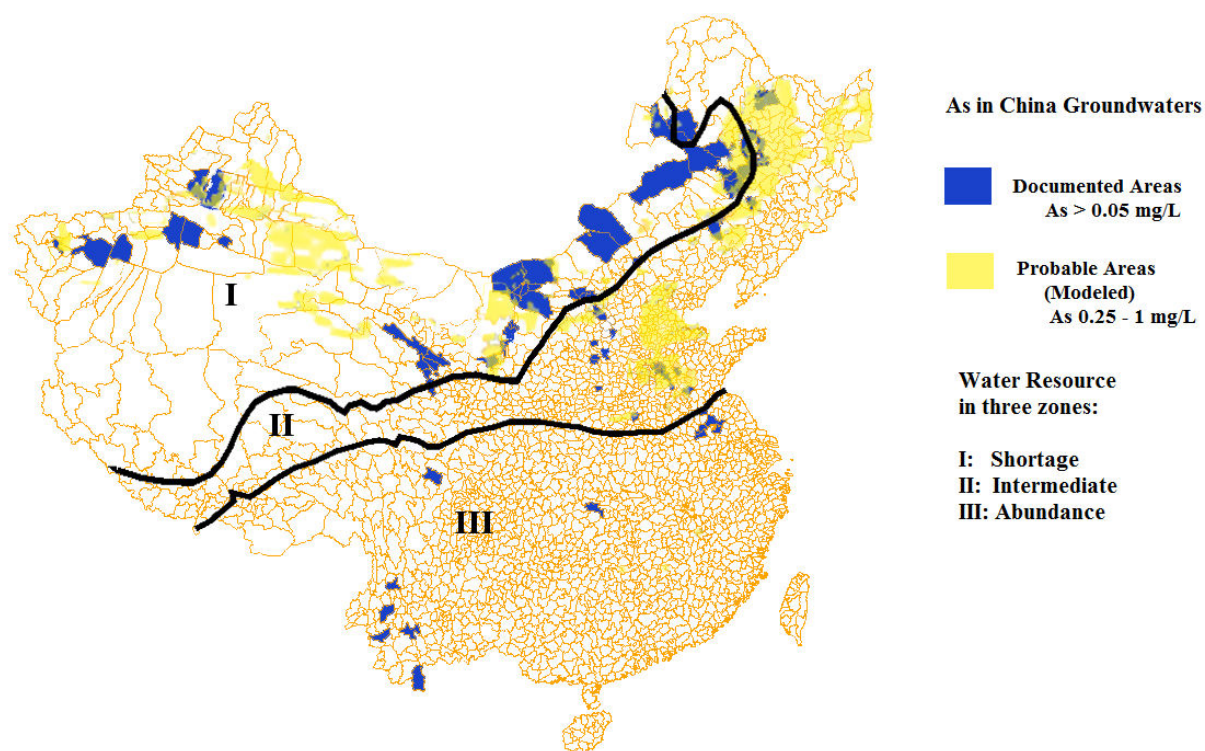 As in China Groundwaters
Documented Areas
As > 0.05 mg/L
Probable Areas
(Modeled)
As 0.25 - 1 mg/L
Water Resource
in three zones:
I: Shortage
II: Intermediate
III: Abundance
I
II
III